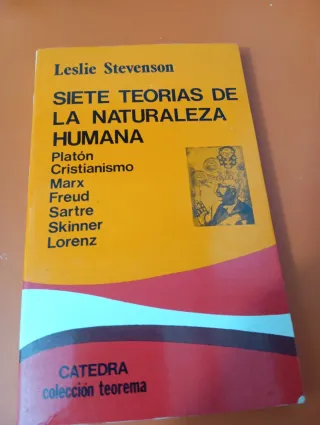 Leslie Stevenson
SIETE TEORIAS DE
LA NATURALEZA
HUMANA
Platón
Cristianismo
Marx
Freud
Sartre
Skinner
Lorenz
CATEDRA
colección teorema